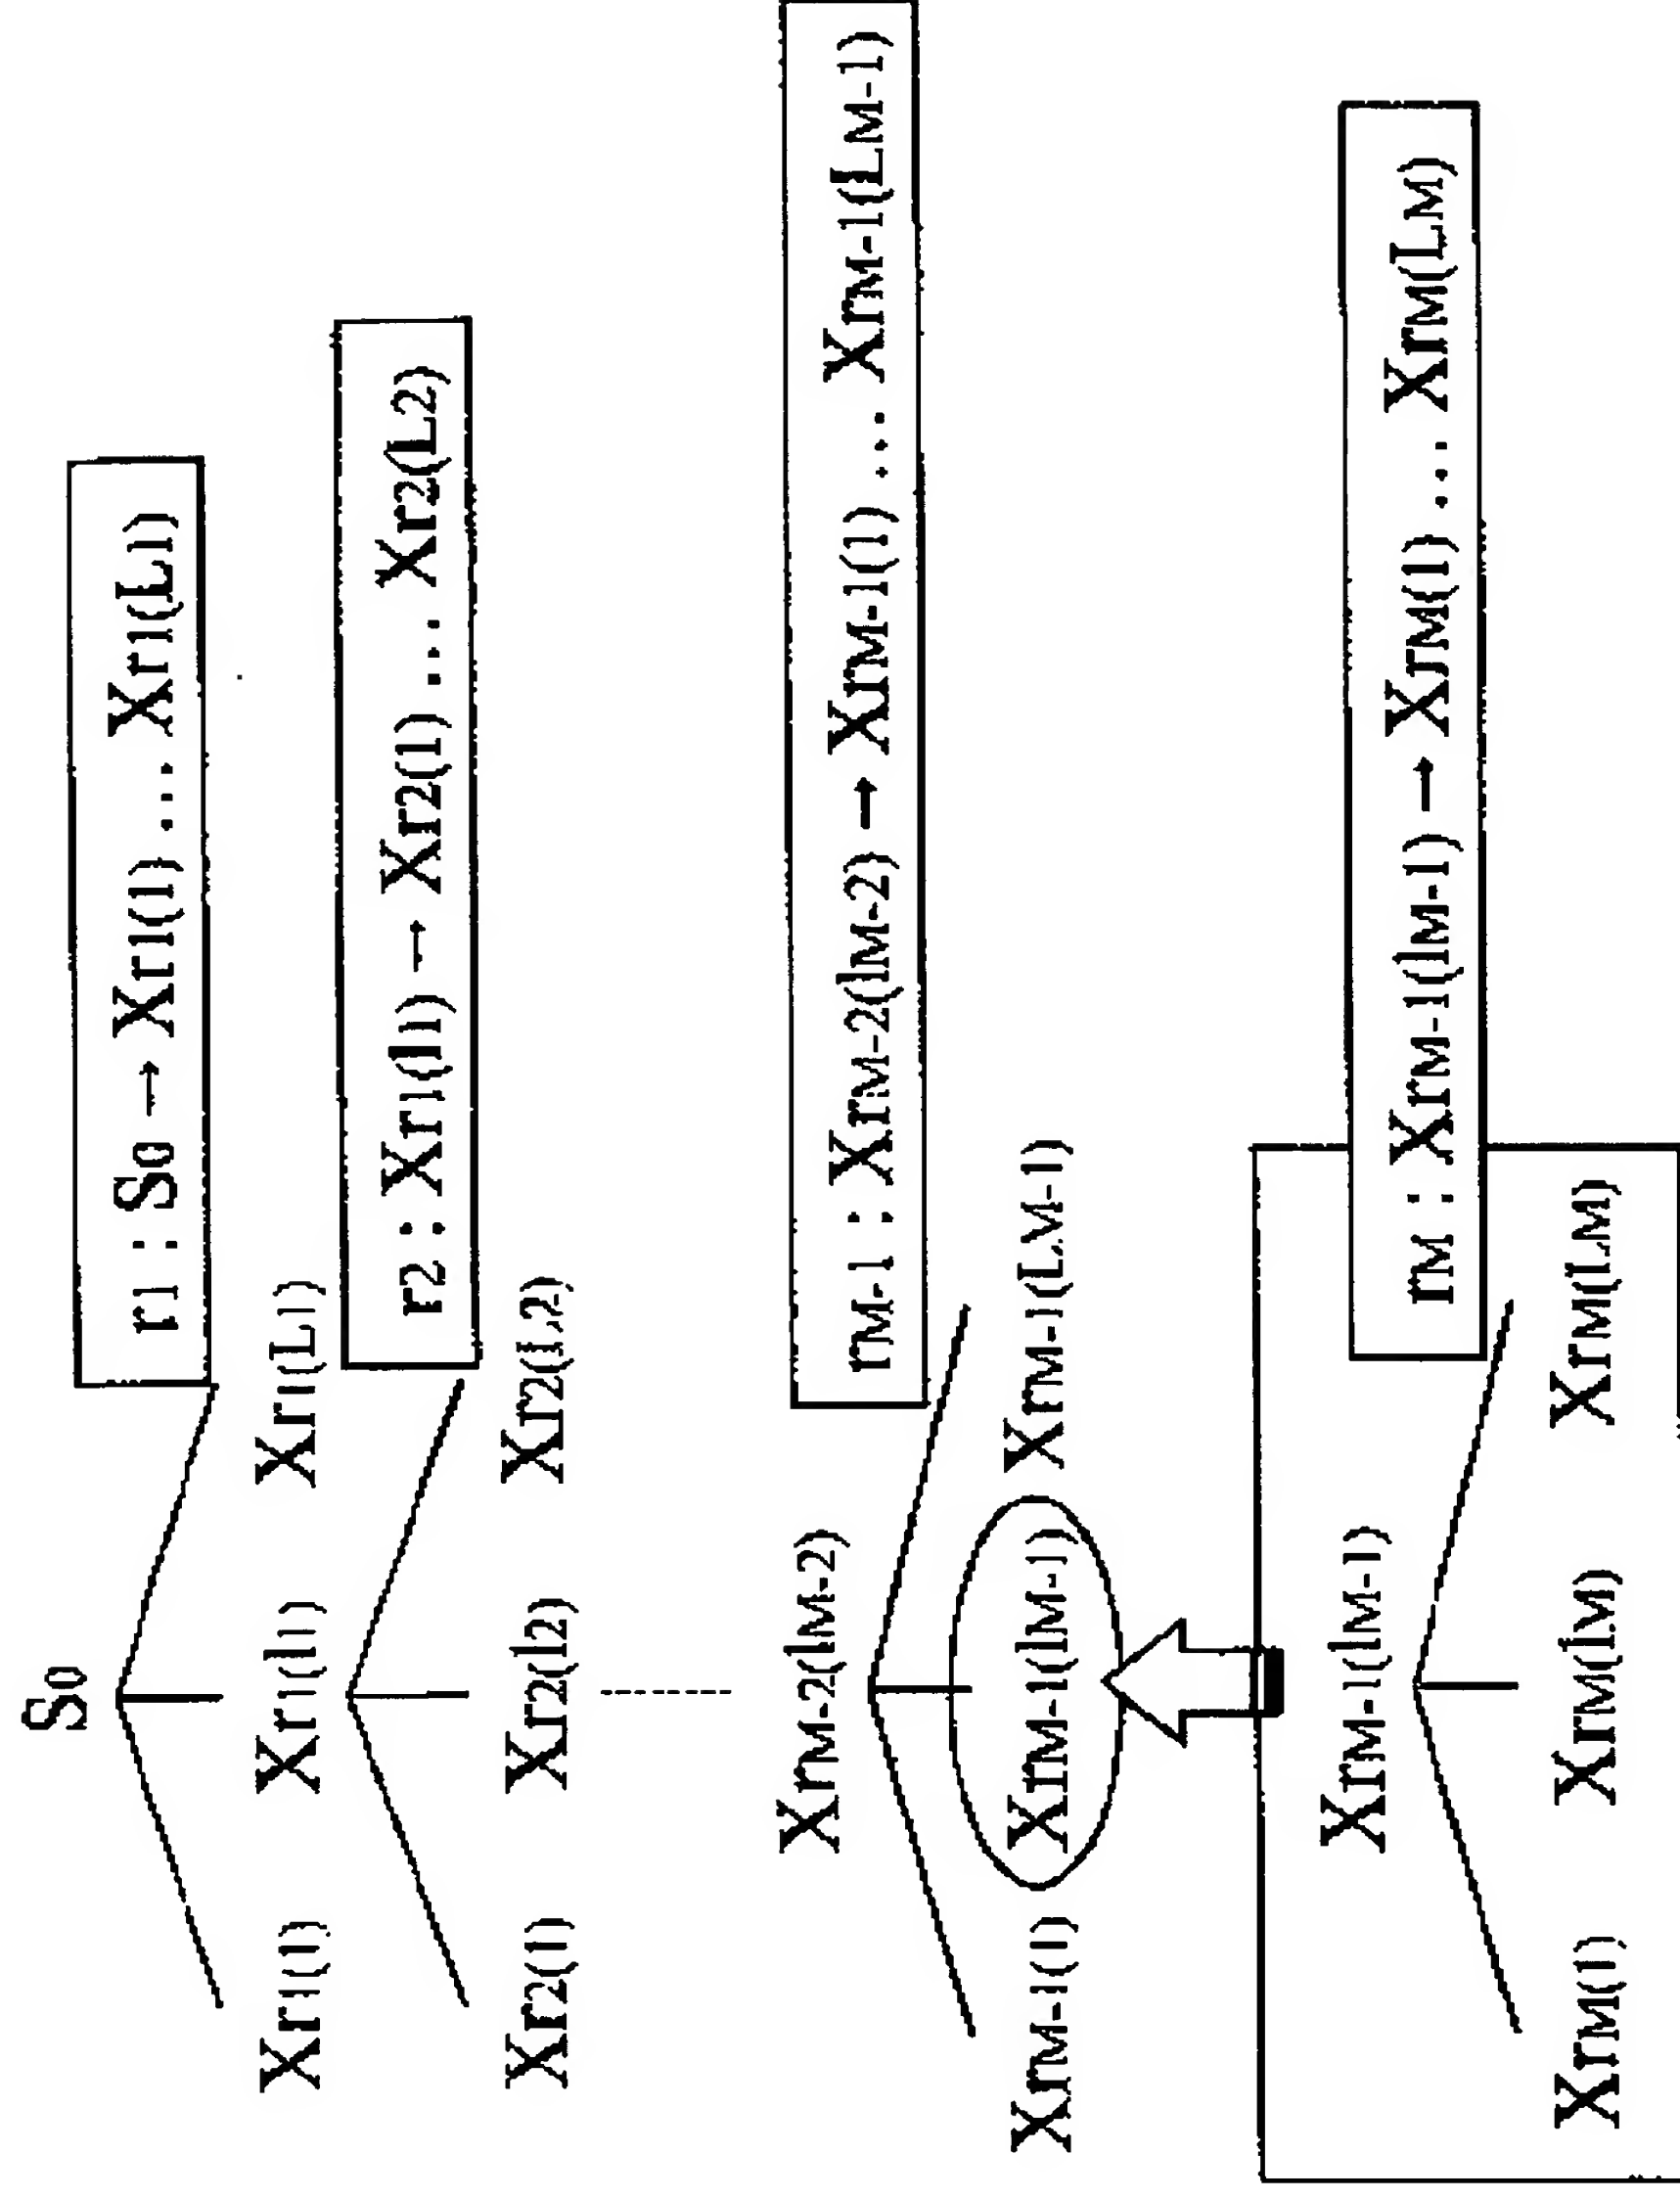 S0
r1 : S0 → Xr1(1) ... Xr1(L1)
Xr1(1) Xr1(l1) Xr1(L1)
r2 : Xr1(l1) → Xr2(1) ... Xr2(L2)
Xr2(1) Xr2(l2) Xr2(L2)
XrM-2(lM-2)
rM-1 : XrM-2(lM-2) → XrM-1(1) ... XrM-1(LM-1)
XrM-1(1) XrM-1(lM-1) XrM-1(LM-1)
XrM-1(lM-1)
rM : XrM-1(lM-1) → XrM(1) ... XrM(LM)
XrM(1) XrM(lM) XrM(LM)